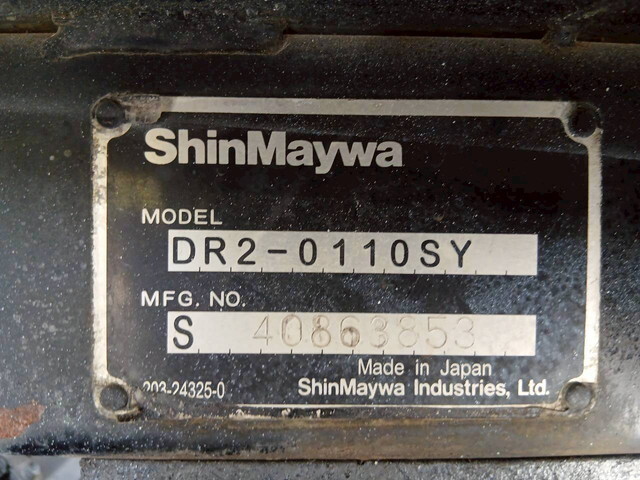 ShinMaywa
MODEL
DR2-0110SY
MFG. NO.
S 40863853
Made in Japan
203-24325-0
ShinMaywa Industries, Ltd.